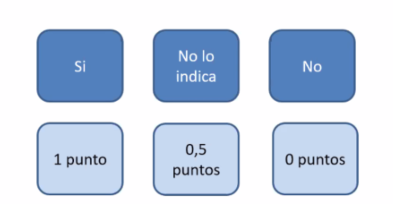 Si
No lo
indica
No
1 punto
0,5
puntos
0 puntos